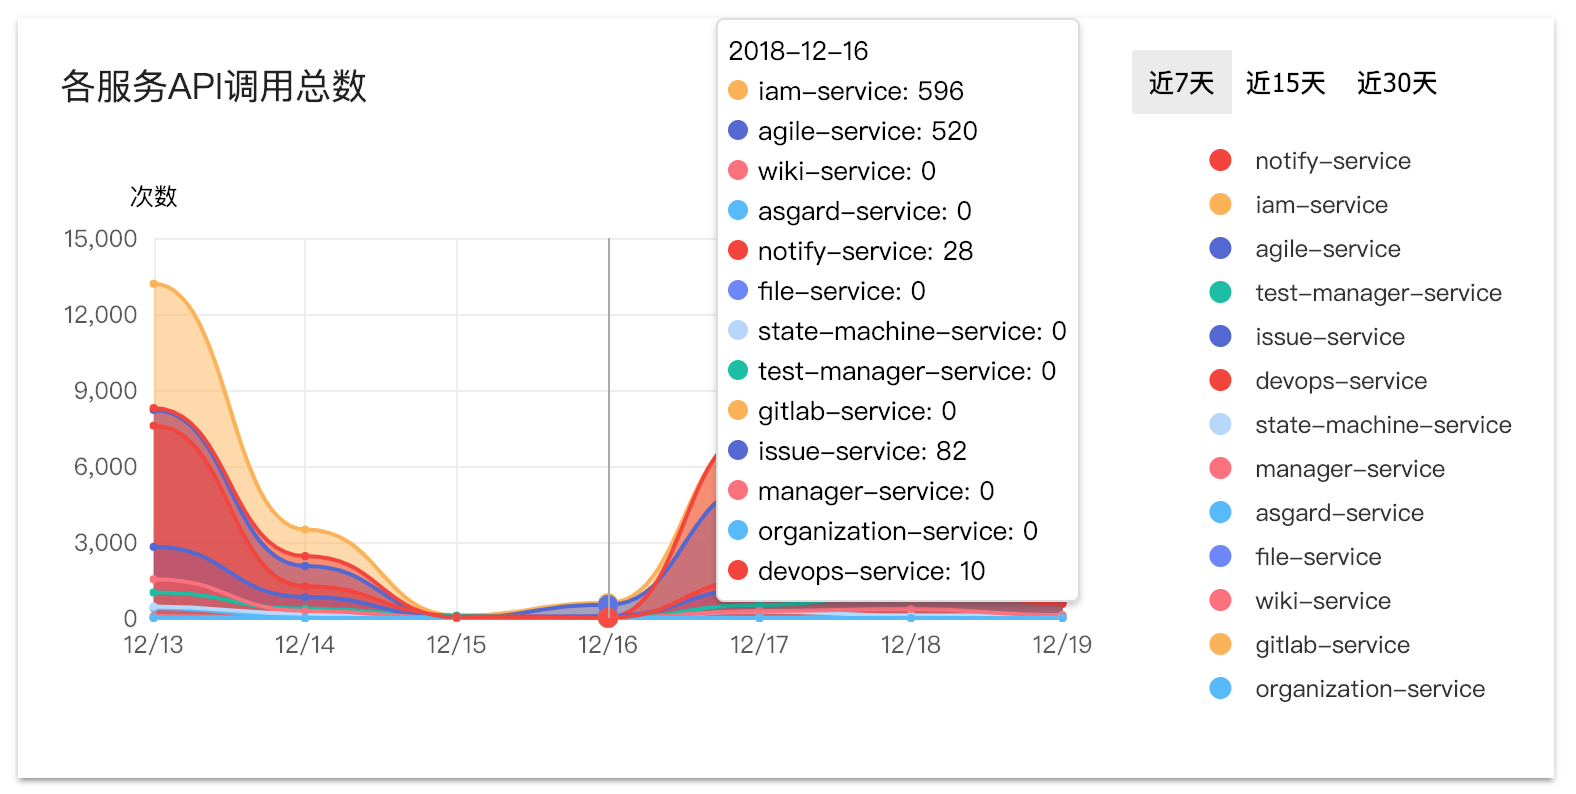 各服务API调用总数
近7天 近15天 近30天
2018-12-16
iam-service: 596
agile-service: 520
wiki-service: 0
asgard-service: 0
notify-service: 28
file-service: 0
state-machine-service: 0
test-manager-service: 0
gitlab-service: 0
issue-service: 82
manager-service: 0
organization-service: 0
devops-service: 10
次数
15,000
12,000
9,000
6,000
3,000
0
12/13 12/14 12/15 12/16 12/17 12/18 12/19
notify-service
iam-service
agile-service
test-manager-service
issue-service
devops-service
state-machine-service
manager-service
asgard-service
file-service
wiki-service
gitlab-service
organization-service